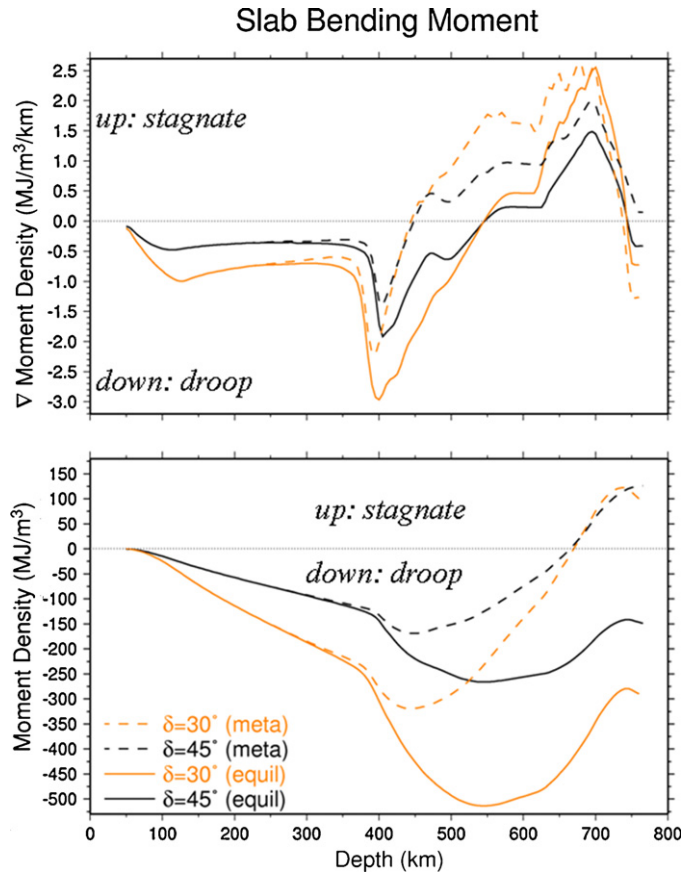 Slab Bending Moment
∇ Moment Density (MJ/m³/km)
2.5
2.0
1.5
1.0
0.5
0.0
-0.5
-1.0
-1.5
-2.0
-2.5
-3.0
up: stagnate
down: droop
Moment Density (MJ/m³)
150
100
50
0
-50
-100
-150
-200
-250
-300
-350
-400
-450
-500
up: stagnate
down: droop
δ=30° (meta)
δ=45° (meta)
δ=30° (equil)
δ=45° (equil)
0 100 200 300 400 500 600 700 800
Depth (km)